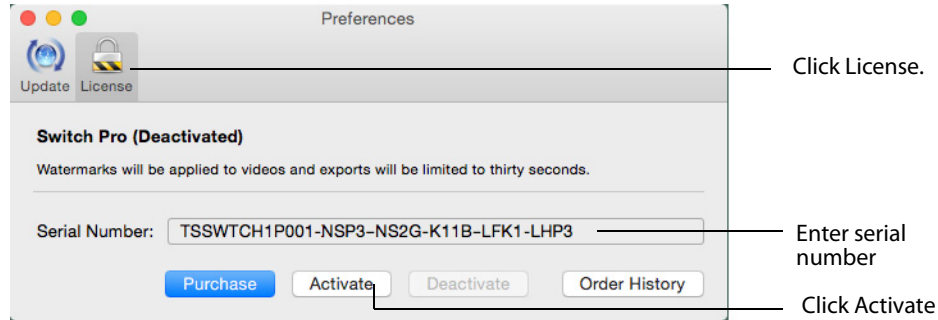 Preferences
Update License
Click License.
Switch Pro (Deactivated)
Watermarks will be applied to videos and exports will be limited to thirty seconds.
Serial Number: TSSWTCH1P001-NSP3-NS2G-K11B-LFK1-LHP3
Enter serial
number
Purchase Activate Deactivate Order History
Click Activate